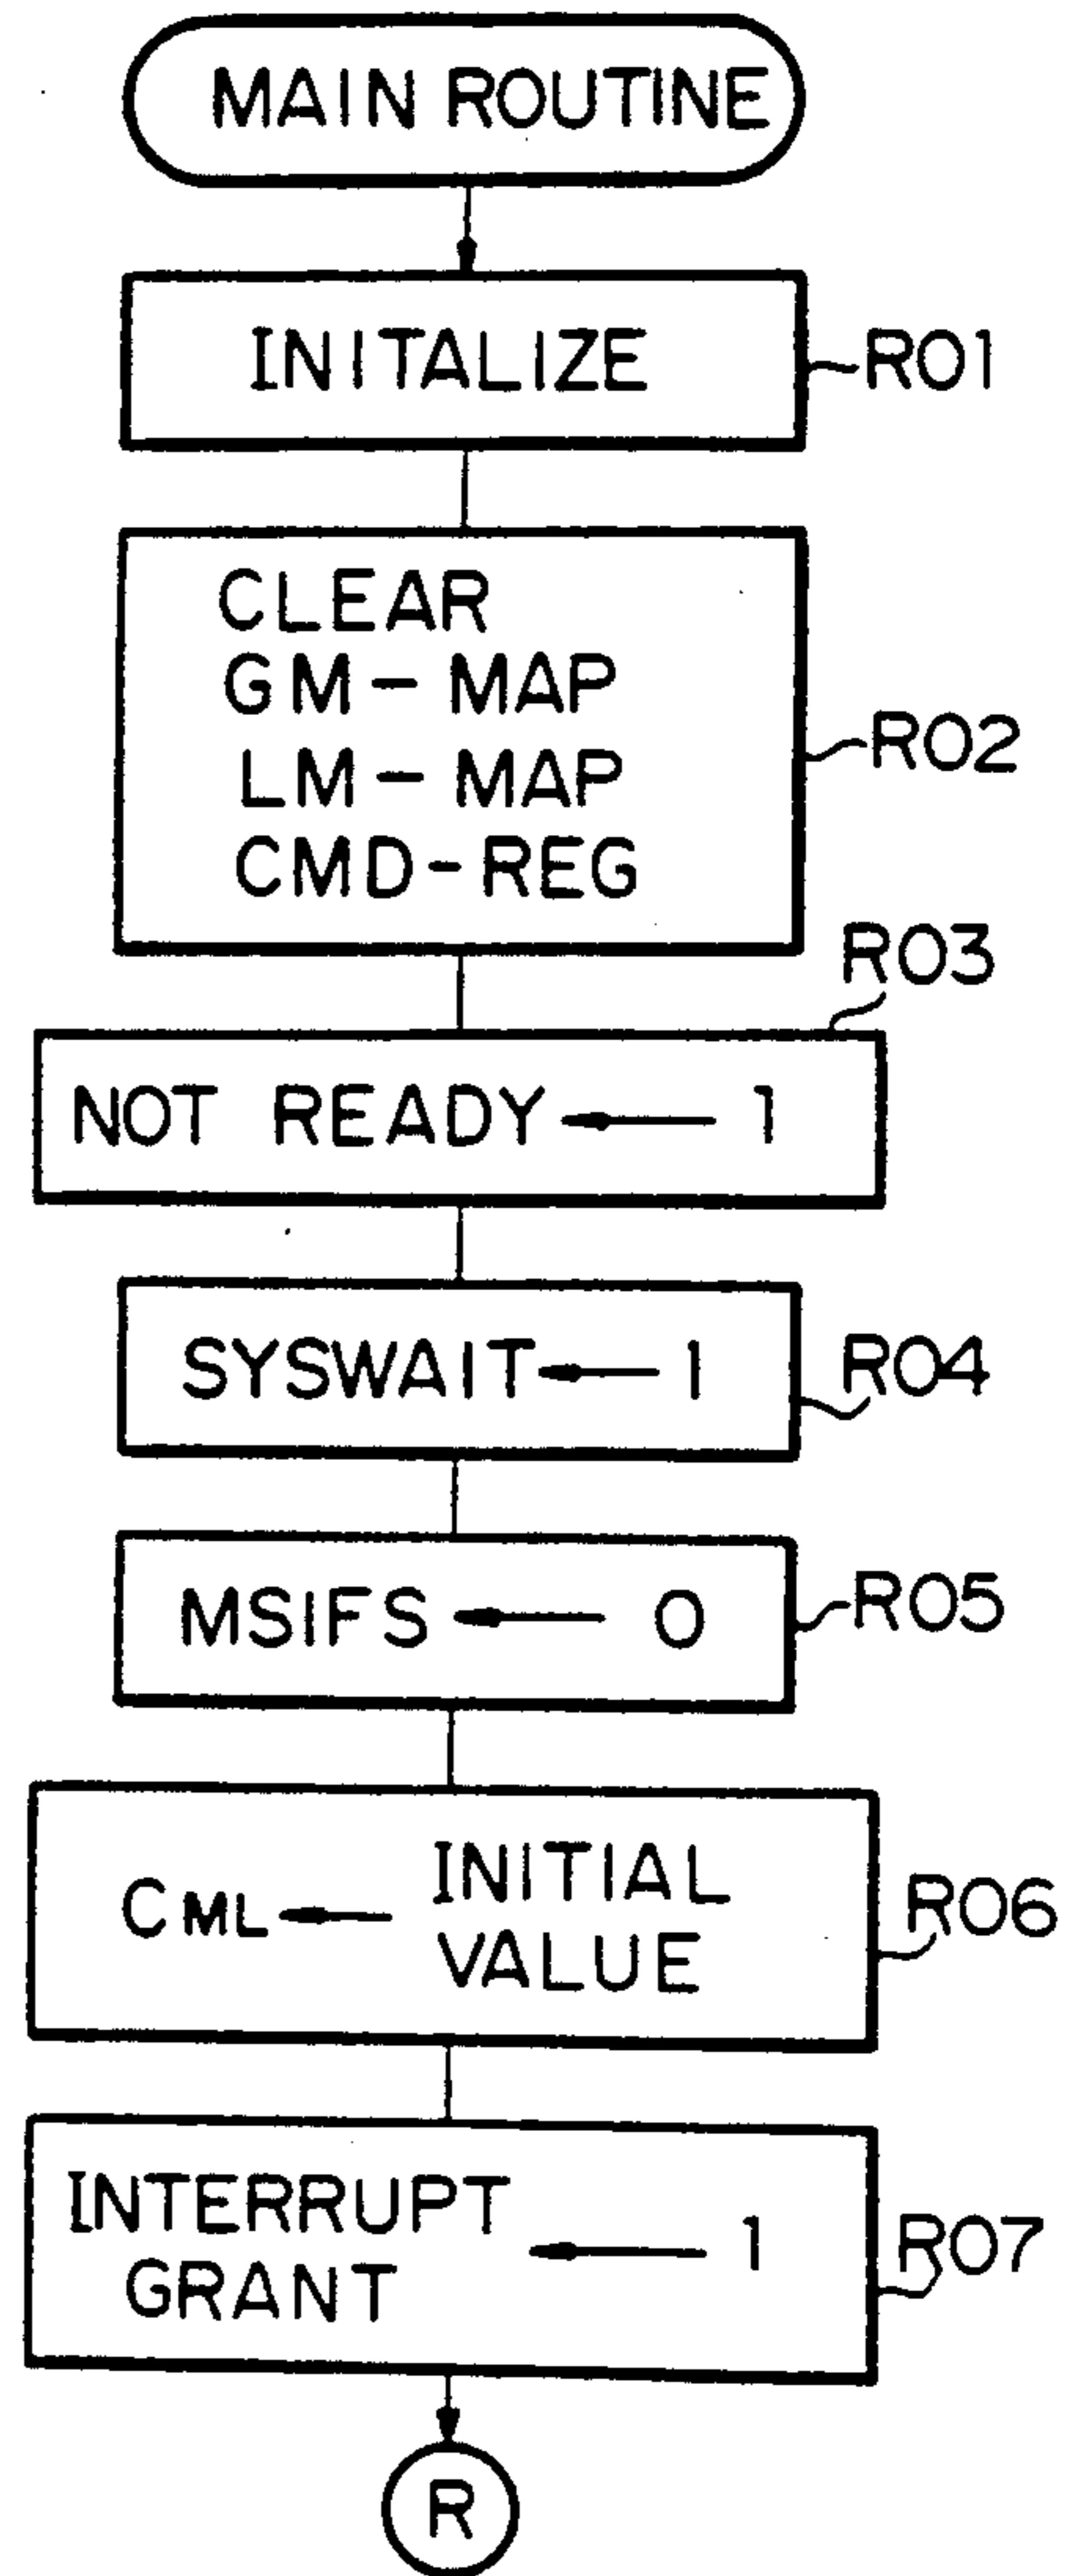 MAIN ROUTINE
INITALIZE
R01
CLEAR
GM-MAP
LM-MAP
CMD-REG
R02
R03
NOT READY ← 1
SYSWAIT ← 1
R04
MSIFS ← 0
R05
CML ← INITIAL
VALUE
R06
INTERRUPT
GRANT ← 1
R07
R